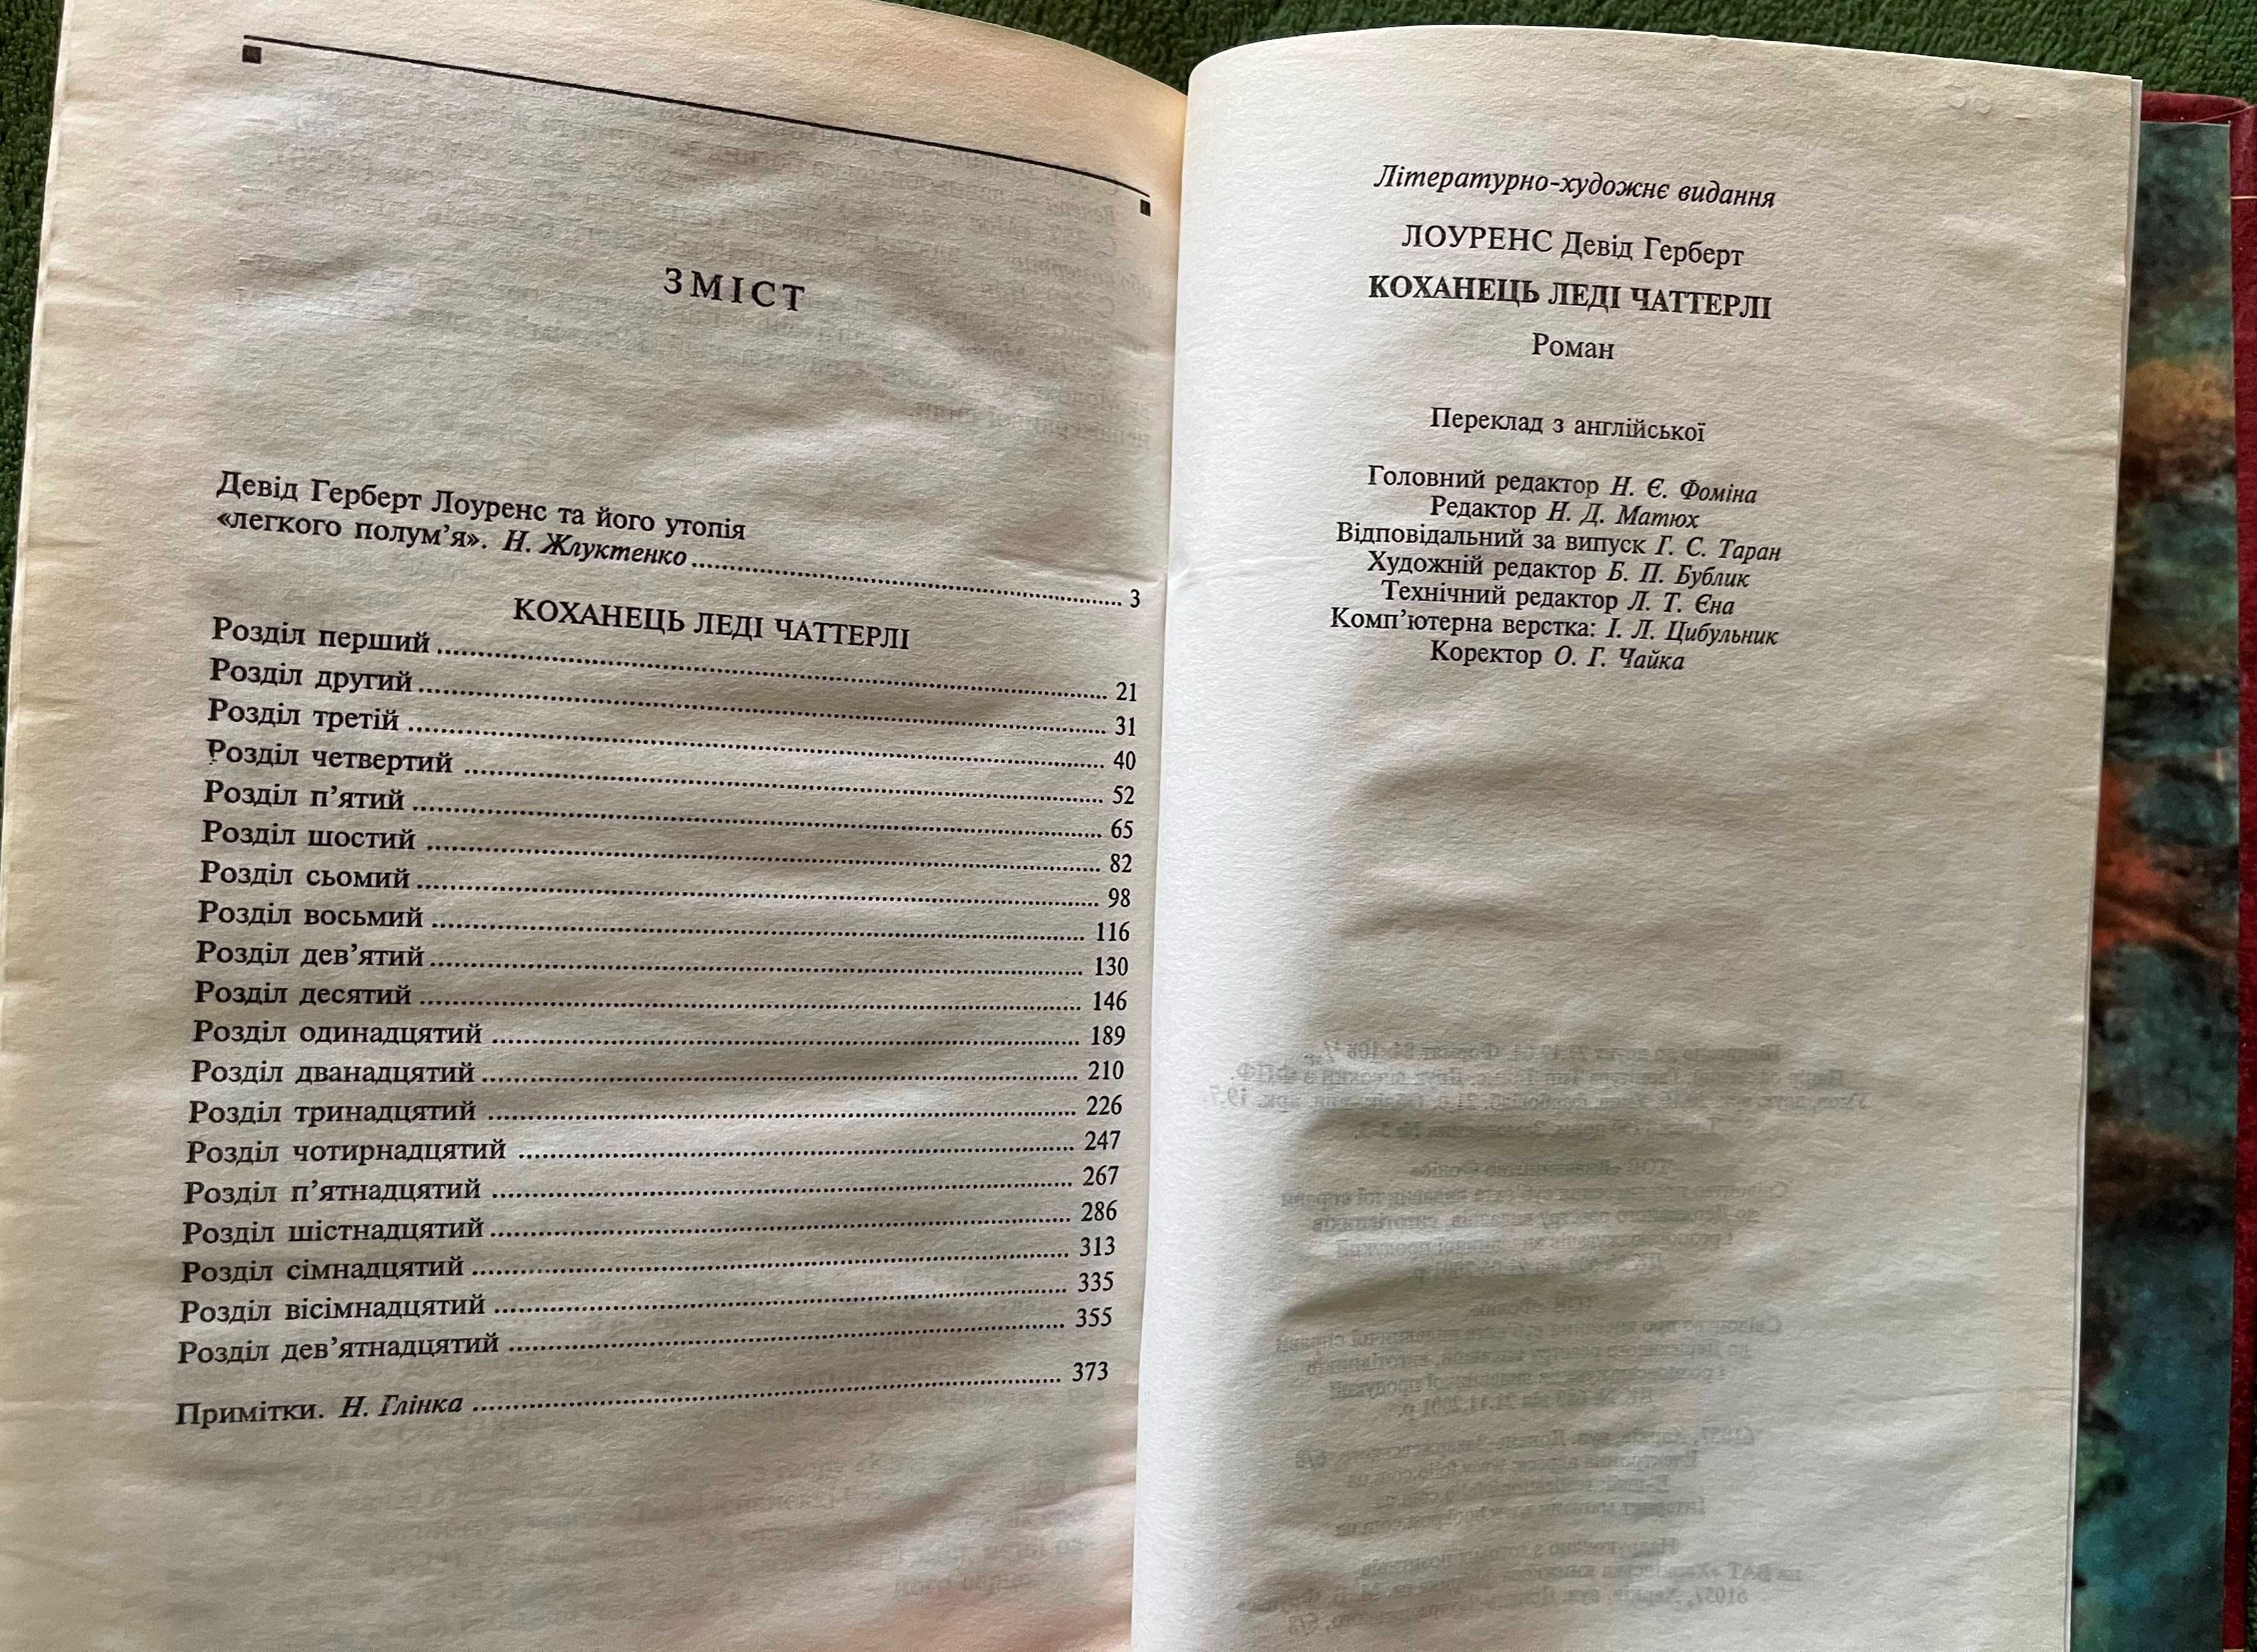 ЗМІСТ
Девід Герберт Лоуренс та його утопія
«легкого полум’я». Н. Жлуктенко ........ 3
КОХАНЕЦЬ ЛЕДІ ЧАТТЕРЛІ
Розділ перший ........ 21
Розділ другий ........ 31
Розділ третій ........ 40
Розділ четвертий ........ 52
Розділ п’ятий ........ 65
Розділ шостий ........ 82
Розділ сьомий ........ 98
Розділ восьмий ........ 116
Розділ дев’ятий ........ 130
Розділ десятий ........ 146
Розділ одинадцятий ........ 189
Розділ дванадцятий ........ 210
Розділ тринадцятий ........ 226
Розділ чотирнадцятий ........ 247
Розділ п’ятнадцятий ........ 267
Розділ шістнадцятий ........ 286
Розділ сімнадцятий ........ 313
Розділ вісімнадцятий ........ 335
Розділ дев’ятнадцятий ........ 355
Примітки. Н. Глінка ........ 373
Літературно-художнє видання
ЛОУРЕНС Девід Герберт
КОХАНЕЦЬ ЛЕДІ ЧАТТЕРЛІ
Роман
Переклад з англійської
Головний редактор Н. Є. Фоміна
Редактор Н. Д. Матюх
Відповідальний за випуск Г. С. Таран
Художній редактор Б. П. Бублик
Технічний редактор Л. Т. Єна
Комп’ютерна верстка: І. Л. Цибульник
Коректор О. Г. Чайка